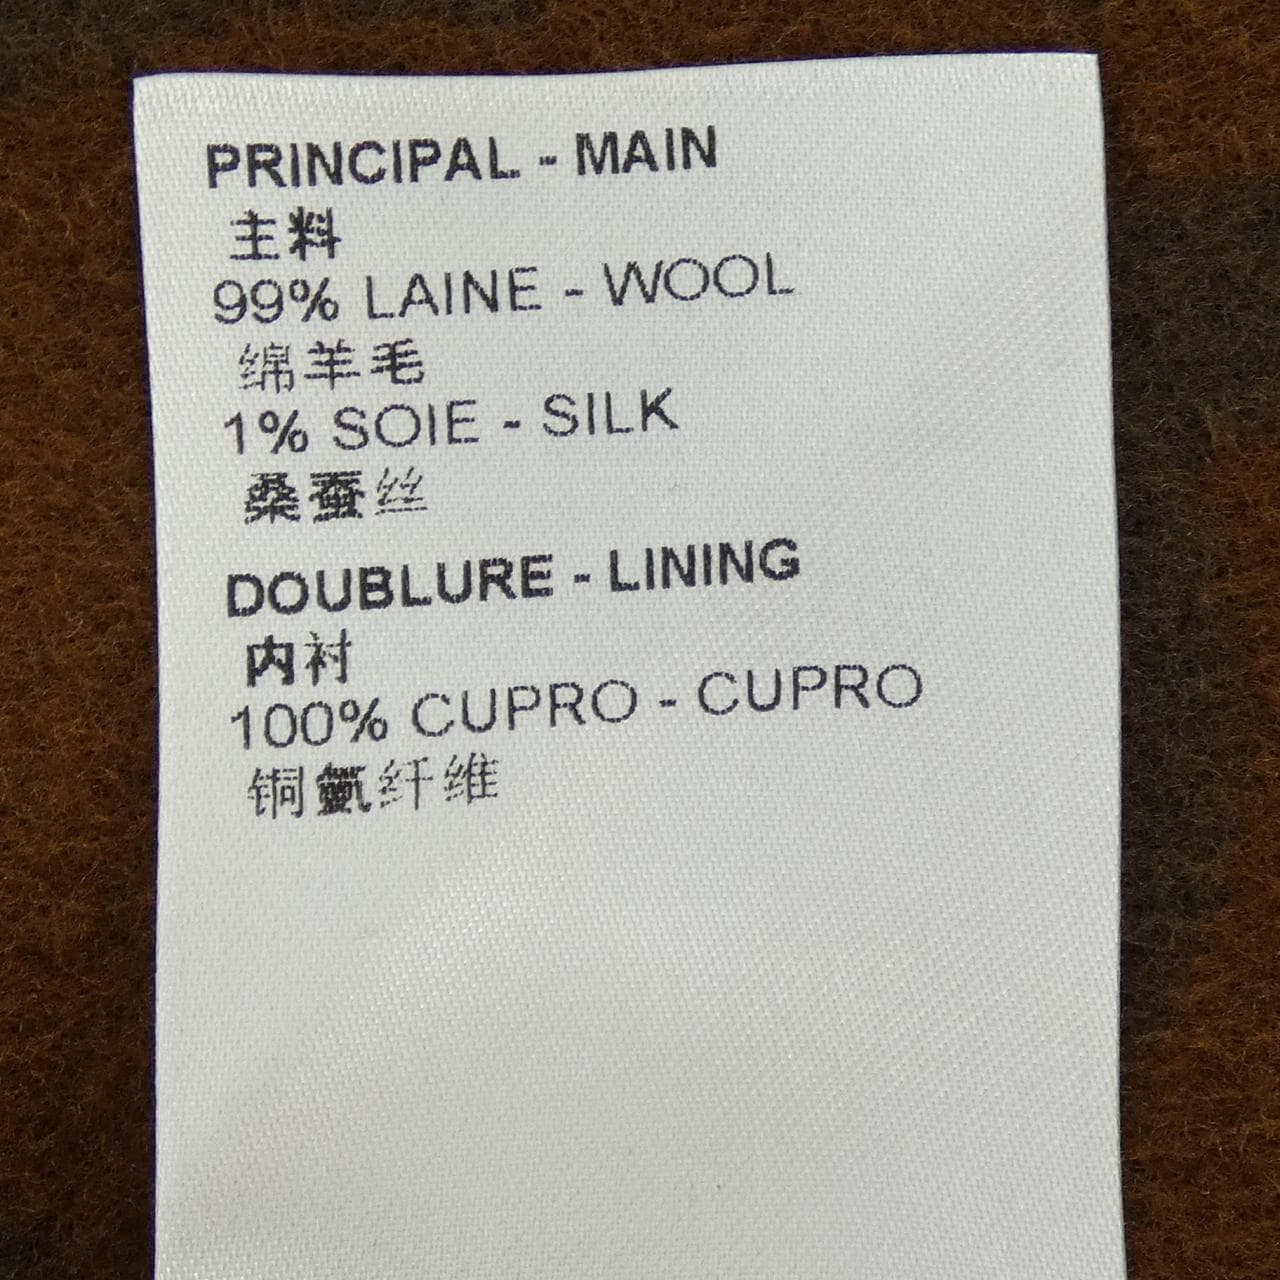 PRINCIPAL - MAIN
主料
99% LAINE - WOOL
绵羊毛
1% SOIE - SILK
桑蚕丝
DOUBLURE - LINING
内衬
100% CUPRO - CUPRO
铜氨纤维